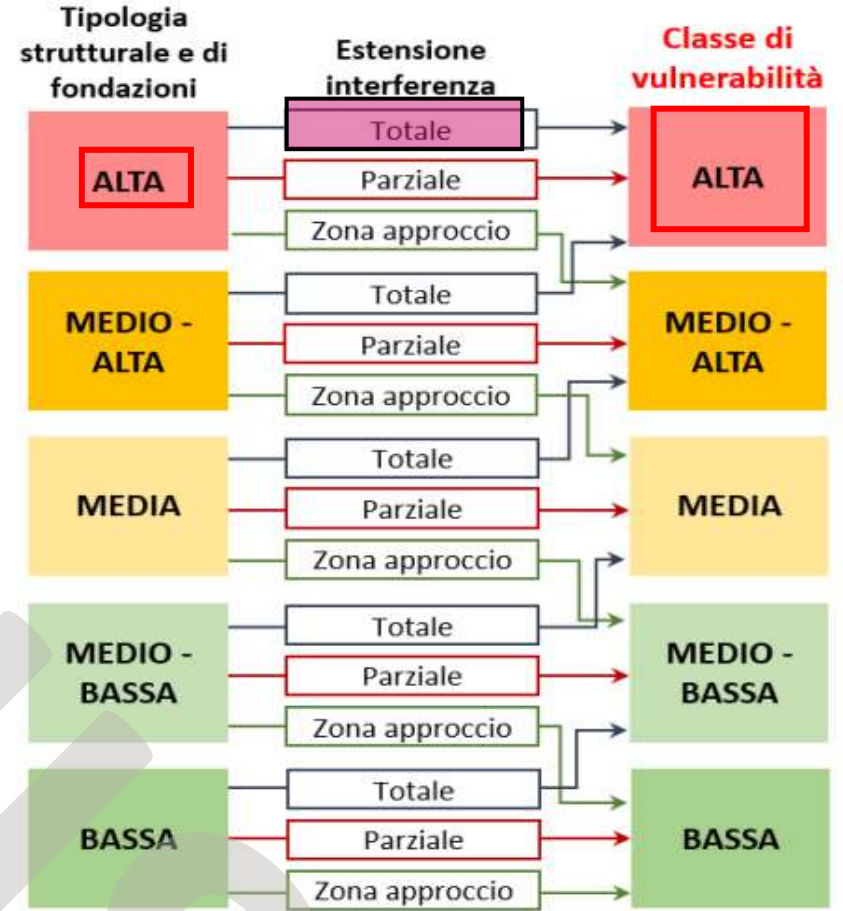 Tipologia
strutturale e di
fondazioni
Estensione
interferenza
Classe di
vulnerabilità
ALTA
Totale
Parziale
Zona approccio
ALTA
MEDIO -
ALTA
Totale
Parziale
Zona approccio
MEDIO -
ALTA
MEDIA
Totale
Parziale
Zona approccio
MEDIA
MEDIO -
BASSA
Totale
Parziale
Zona approccio
MEDIO -
BASSA
BASSA
Totale
Parziale
Zona approccio
BASSA